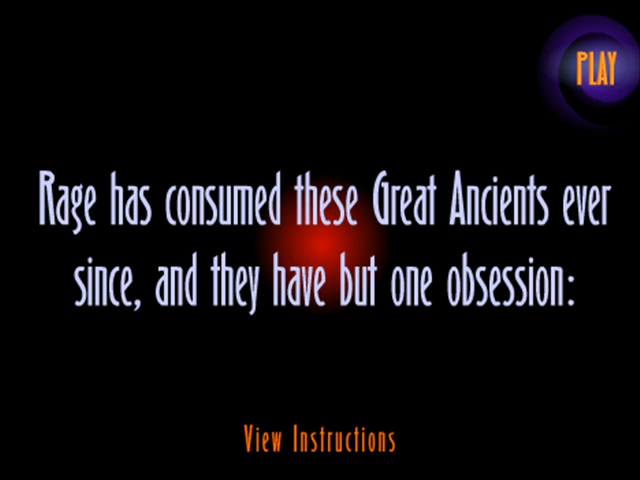 PLAY
Rage has consumed these Great Ancients ever
since, and they have but one obsession:
View Instructions